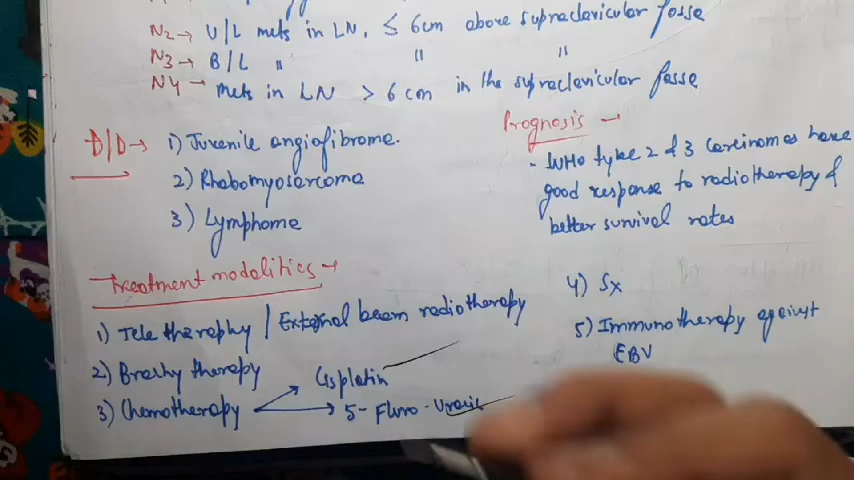 N2 → U/L mets in LN, ≤ 6cm above supraclavicular fossa
N3 → B/L " " "
N4 → mets in LN > 6 cm in the supraclavicular fossa
D/D → 1) Juvenile angiofibroma.
2) Rhabomyosarcoma
3) Lymphoma
Prognosis →
- WHO type 2 & 3 carcinomas have
good response to radiotherapy &
better survival rates
Treatment modalities →
1) Tele theraphy / External beam radiotherapy
2) Brachy therapy
3) Chemotherapy → Cisplatin
→ 5- Fluro - Uracil
4) Sx
5) Immunotherapy against
EBV